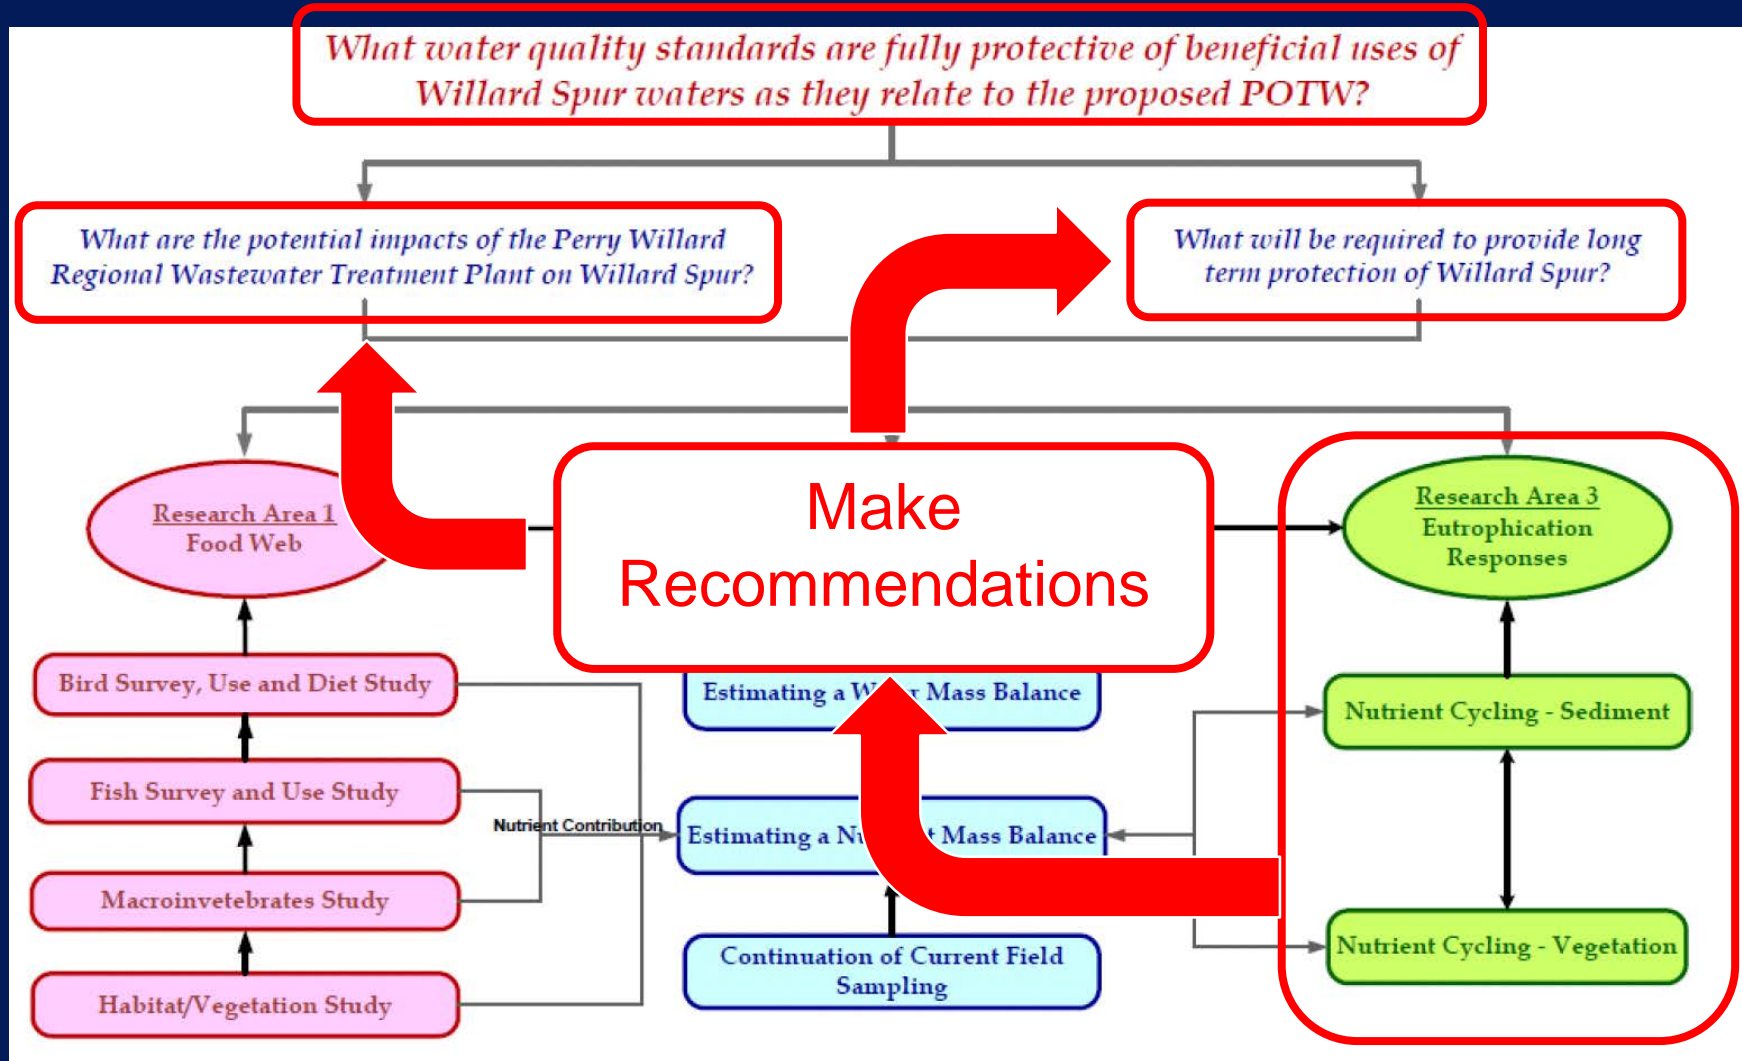 What water quality standards are fully protective of beneficial uses of
Willard Spur waters as they relate to the proposed POTW?
What are the potential impacts of the Perry Willard
Regional Wastewater Treatment Plant on Willard Spur?
What will be required to provide long
term protection of Willard Spur?
Research Area 1
Food Web
Make
Recommendations
Research Area 3
Eutrophication
Responses
Bird Survey, Use and Diet Study
Fish Survey and Use Study
Macroinvetebrates Study
Habitat/Vegetation Study
Nutrient Contribution
Estimating a Mass Balance
Estimating a Mass Balance
Continuation of Current Field
Sampling
Nutrient Cycling - Sediment
Nutrient Cycling - Vegetation